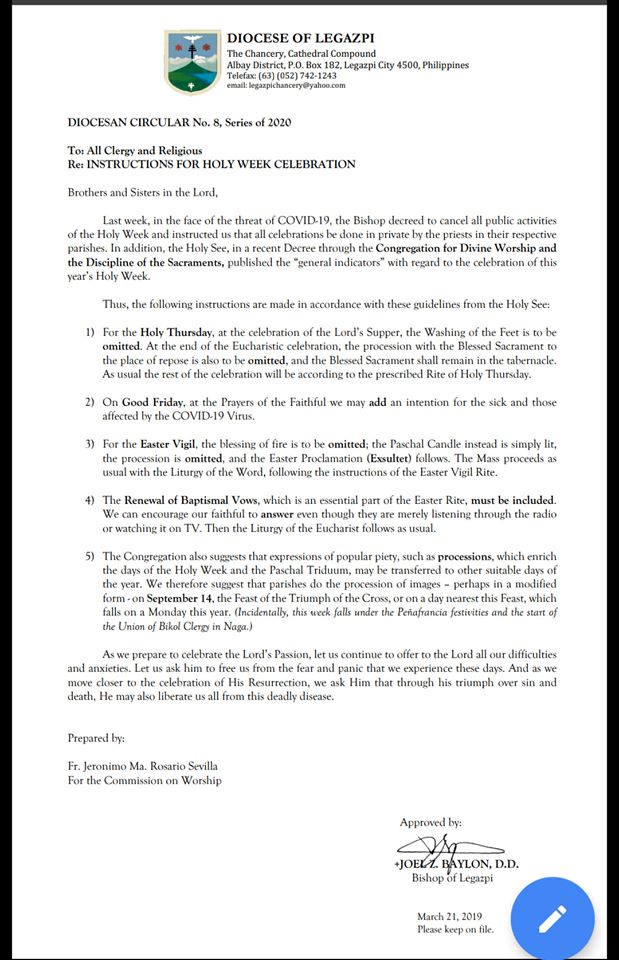 DIOCESE OF LEGAZPI
The Chancery, Cathedral Compound
Albay District, P.O. Box 182, Legazpi City 4500, Philippines
Telefax: (63) (052) 742-1243
email: legazpichancery@yahoo.com
DIOCESAN CIRCULAR No. 8, Series of 2020
To: All Clergy and Religious
Re: INSTRUCTIONS FOR HOLY WEEK CELEBRATION
Brothers and Sisters in the Lord,
Last week, in the face of the threat of COVID-19, the Bishop decreed to cancel all public activities
of the Holy Week and instructed us that all celebrations be done in private by the priests in their respective
parishes. In addition, the Holy See, in a recent Decree through the Congregation for Divine Worship and
the Discipline of the Sacraments, published the “general indicators” with regard to the celebration of this
year’s Holy Week.
Thus, the following instructions are made in accordance with these guidelines from the Holy See:
1) For the Holy Thursday, at the celebration of the Lord’s Supper, the Washing of the Feet is to be
omitted. At the end of the Eucharistic celebration, the procession with the Blessed Sacrament to
the place of repose is also to be omitted, and the Blessed Sacrament shall remain in the tabernacle.
As usual the rest of the celebration will be according to the prescribed Rite of Holy Thursday.
2) On Good Friday, at the Prayers of the Faithful we may add an intention for the sick and those
affected by the COVID-19 Virus.
3) For the Easter Vigil, the blessing of fire is to be omitted; the Paschal Candle instead is simply lit,
the procession is omitted, and the Easter Proclamation (Exsultet) follows. The Mass proceeds as
usual with the Liturgy of the Word, following the instructions of the Easter Vigil Rite.
4) The Renewal of Baptismal Vows, which is an essential part of the Easter Rite, must be included.
We can encourage our faithful to answer even though they are merely listening through the radio
or watching it on TV. Then the Liturgy of the Eucharist follows as usual.
5) The Congregation also suggests that expressions of popular piety, such as processions, which enrich
the days of the Holy Week and the Paschal Triduum, may be transferred to other suitable days of
the year. We therefore suggest that parishes do the procession of images – perhaps in a modified
form - on September 14, the Feast of the Triumph of the Cross, or on a day nearest this Feast, which
falls on a Monday this year. (Incidentally, this week falls under the Peñafrancia festivities and the start of
the Union of Bikol Clergy in Naga.)
As we prepare to celebrate the Lord’s Passion, let us continue to offer to the Lord all our difficulties
and anxieties. Let us ask him to free us from the fear and panic that we experience these days. And as we
move closer to the celebration of His Resurrection, we ask Him that through his triumph over sin and
death, He may also liberate us all from this deadly disease.
Prepared by:
Fr. Jeronimo Ma. Rosario Sevilla
For the Commission on Worship
Approved by:
+JOEL Z. BAYLON, D.D.
Bishop of Legazpi
March 21, 2019
Please keep on file.